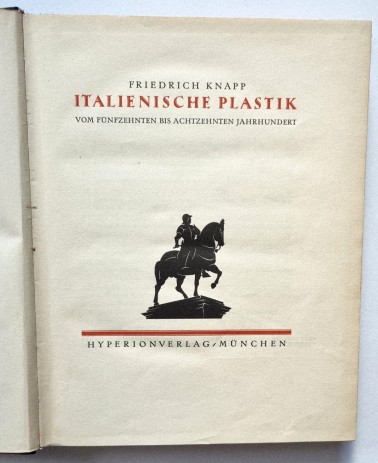 FRIEDRICH KNAPP
ITALIENISCHE PLASTIK
VOM FÜNFZEHNTEN BIS ACHTZEHNTEN JAHRHUNDERT
HYPERIONVERLAG/MÜNCHEN